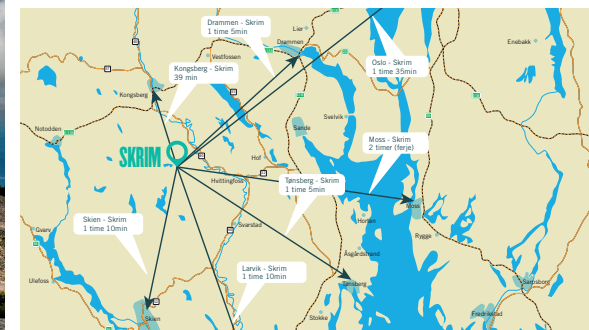 Drammen - Skrim
1 time 5min
Lier
Drammen
Enebakk
Vestfossen
Kongsberg - Skrim
39 min
Oslo - Skrim
1 time 35min
Kongsberg
Svelvik
Sande
Notodden
Moss - Skrim
2 timer (ferje)
SKRIM
Hof
Hvittingfoss
Tønsberg - Skrim
1 time 5min
Moss
Skien - Skrim
1 time 10min
Horten
Svarstad
Gvarv
Rygge
Åsgårdstrand
Larvik - Skrim
1 time 10min
Ulefoss
Tønsberg
Sarpsborg
Skien
Stokke
Fredrikstad